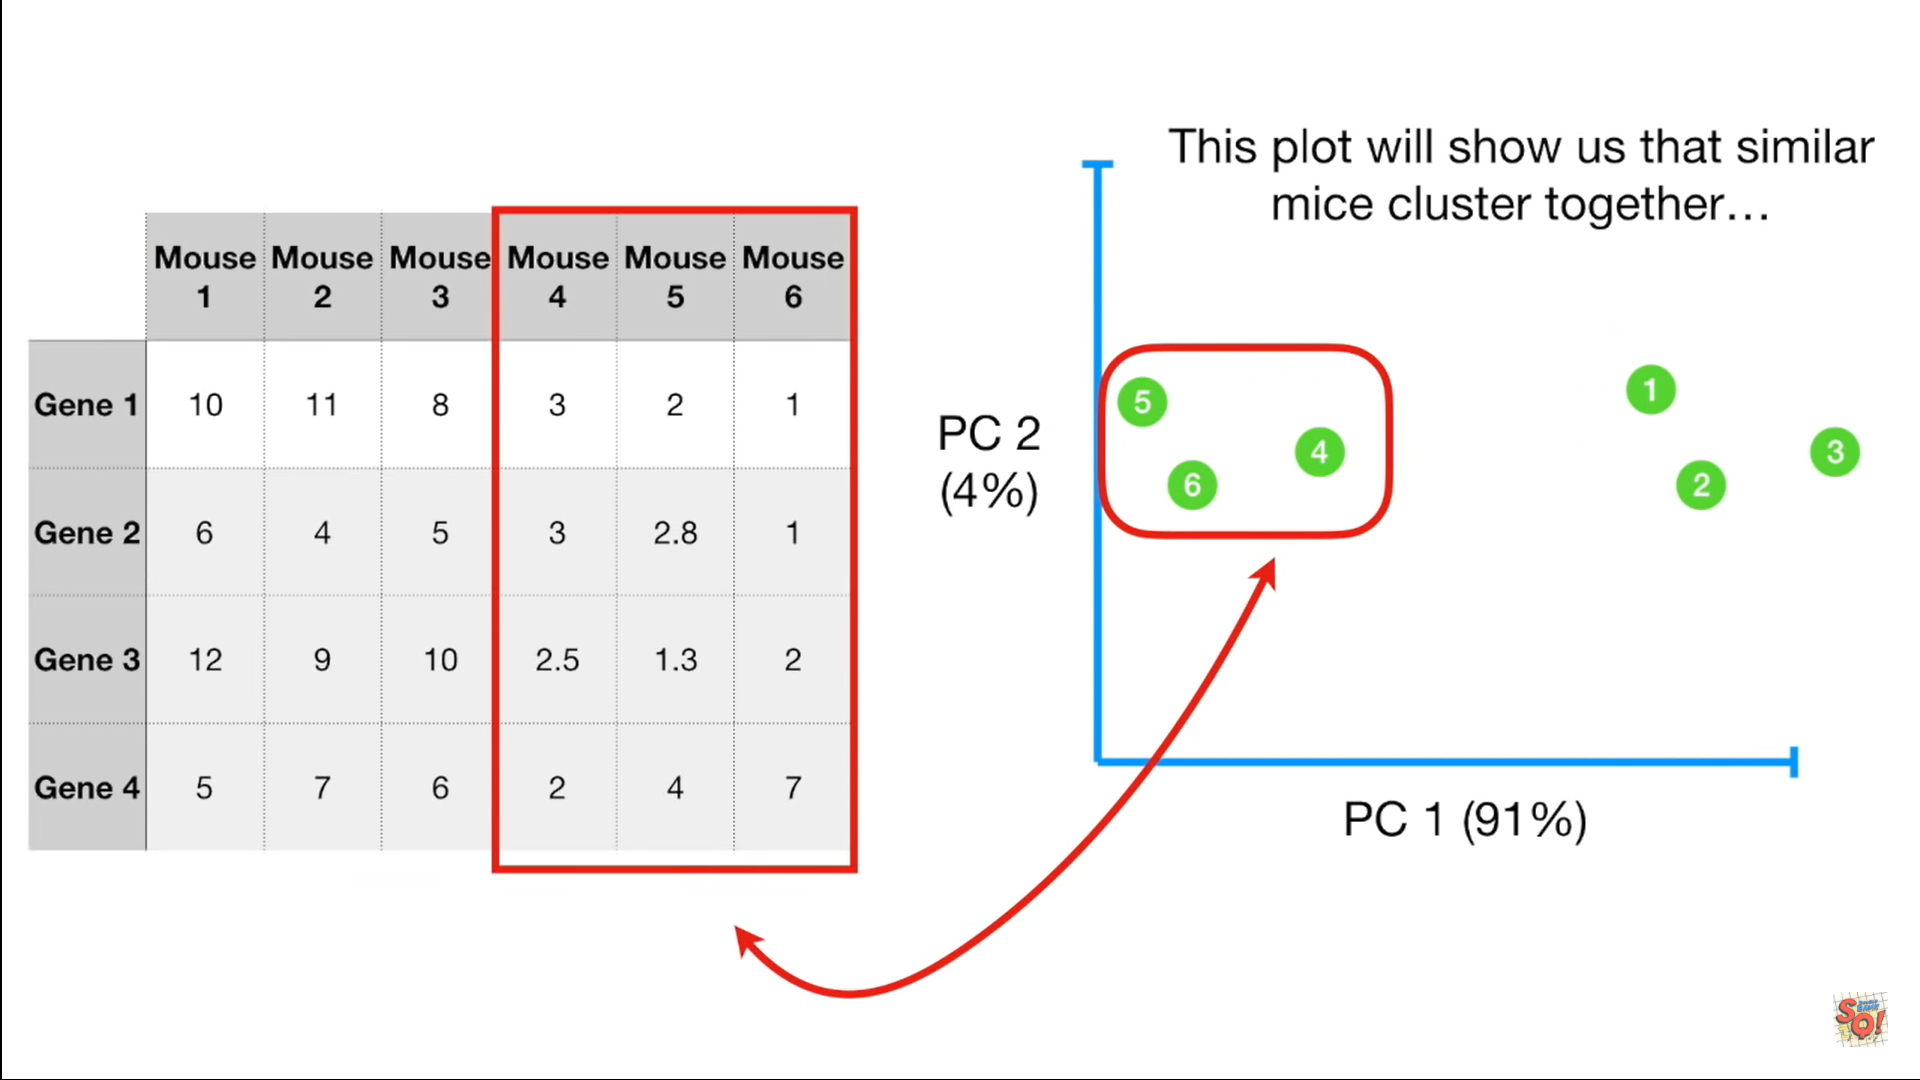 This plot will show us that similar
mice cluster together...
Mouse 1 Mouse 2 Mouse 3 Mouse 4 Mouse 5 Mouse 6
Gene 1 10 11 8 3 2 1
Gene 2 6 4 5 3 2.8 1
Gene 3 12 9 10 2.5 1.3 2
Gene 4 5 7 6 2 4 7
PC 2
(4%)
5
4
6
1
3
2
PC 1 (91%)
SQ!